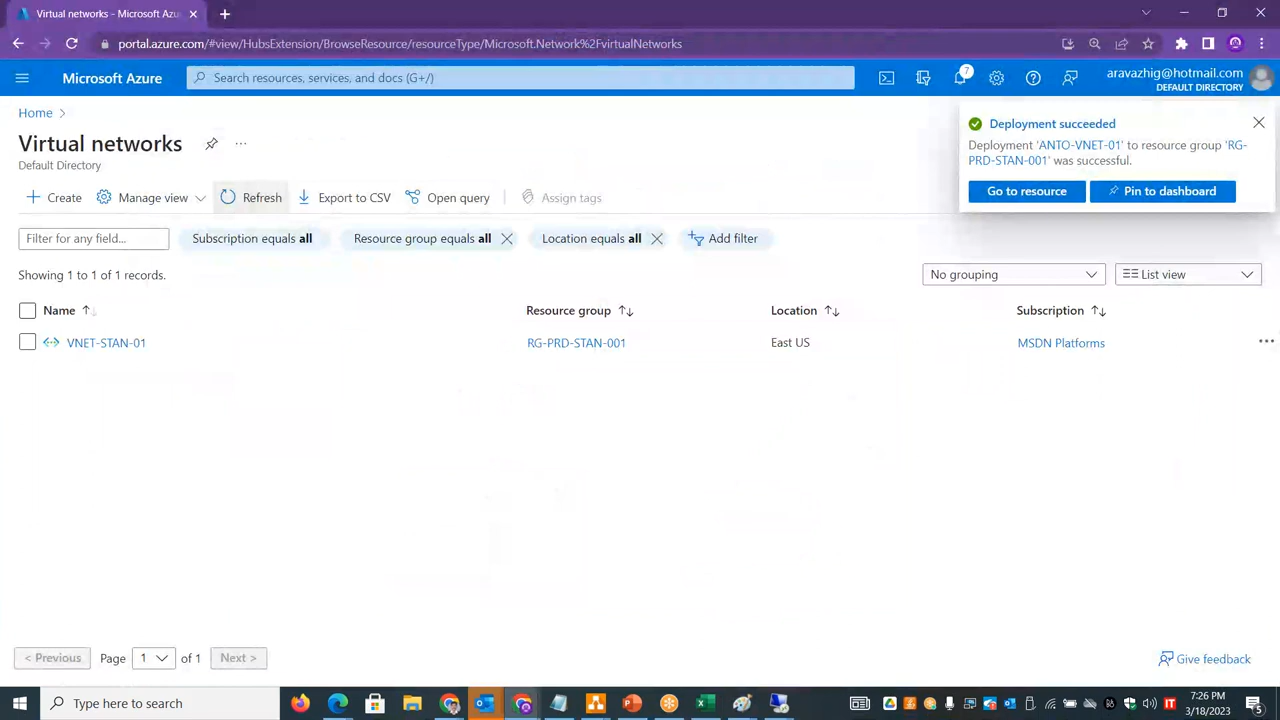 Virtual networks - Microsoft Az
portal.azure.com/#view/HubsExtension/BrowseResource/resourceType/Microsoft.Network%2FvirtualNetworks
Microsoft Azure
Search resources, services, and docs (G+/)
7
aravazhig@hotmail.com
DEFAULT DIRECTORY
Home >
Virtual networks
Default Directory
Deployment succeeded
Deployment 'ANTO-VNET-01' to resource group 'RG-
PRD-STAN-001' was successful.
Go to resource
Pin to dashboard
Create
Manage view
Refresh
Export to CSV
Open query
Assign tags
Filter for any field...
Subscription equals all
Resource group equals all
Location equals all
Add filter
Showing 1 to 1 of 1 records.
No grouping
List view
Name
Resource group
Location
Subscription
VNET-STAN-01
RG-PRD-STAN-001
East US
MSDN Platforms
< Previous
Page
1
of 1
Next >
Give feedback
Type here to search
IT
7:26 PM
3/18/2023
5